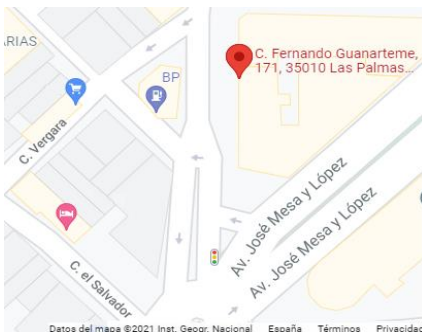 ARIAS
C. Fernando Guanarteme,
171, 35010 Las Palmas...
BP
C. Vergara
Av. José Mesa y López
Av. José Mesa y López
C. el Salvador
Datos del mapa ©2021 Inst. Geogr. Nacional España Términos Privacidad